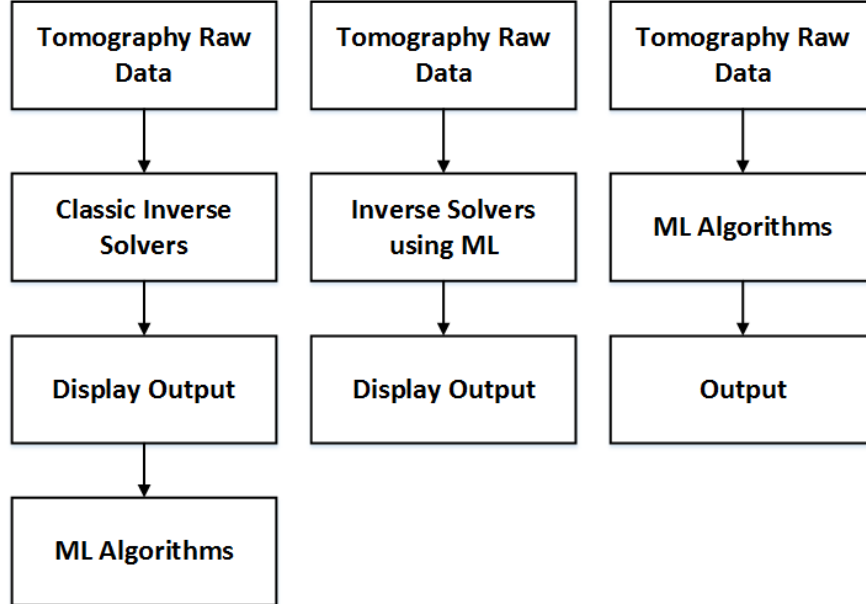 Tomography Raw
Data
Classic Inverse
Solvers
Display Output
ML Algorithms
Tomography Raw
Data
Inverse Solvers
using ML
Display Output
Tomography Raw
Data
ML Algorithms
Output